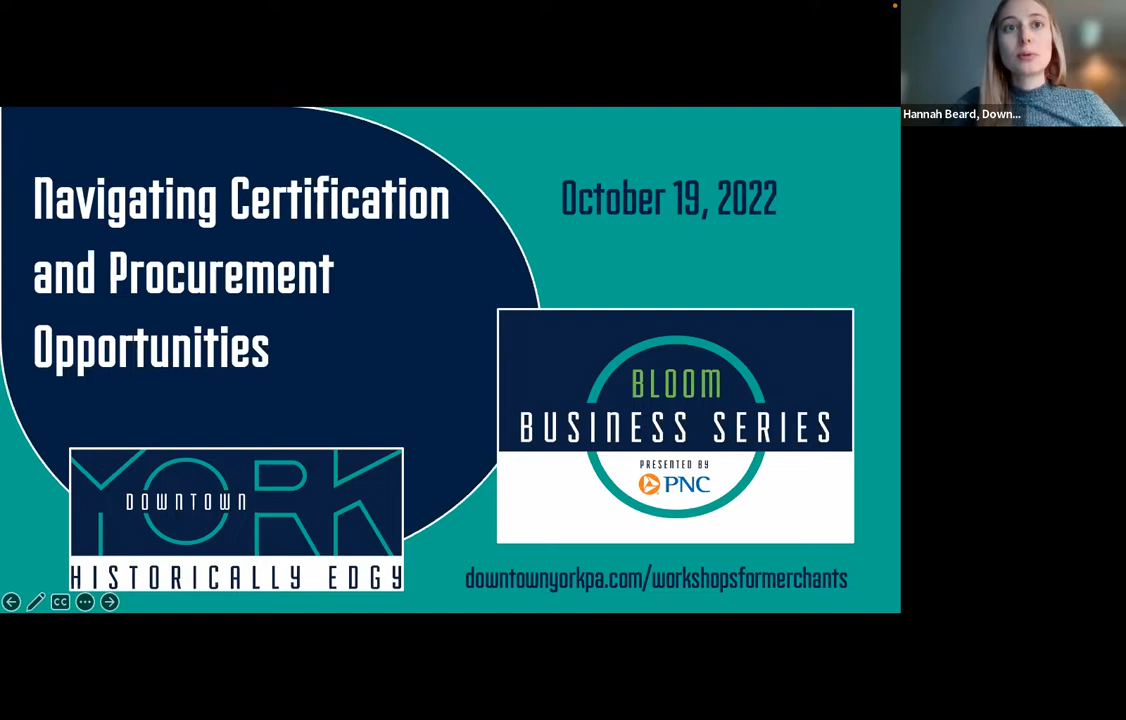 Hannah Beard, Down...
Navigating Certification
and Procurement
Opportunities
October 19, 2022
BLOOM
BUSINESS SERIES
PRESENTED BY
PNC
YORK
DOWNTOWN
HISTORICALLY EDGY
downtownyorkpa.com/workshopsformerchants
CC